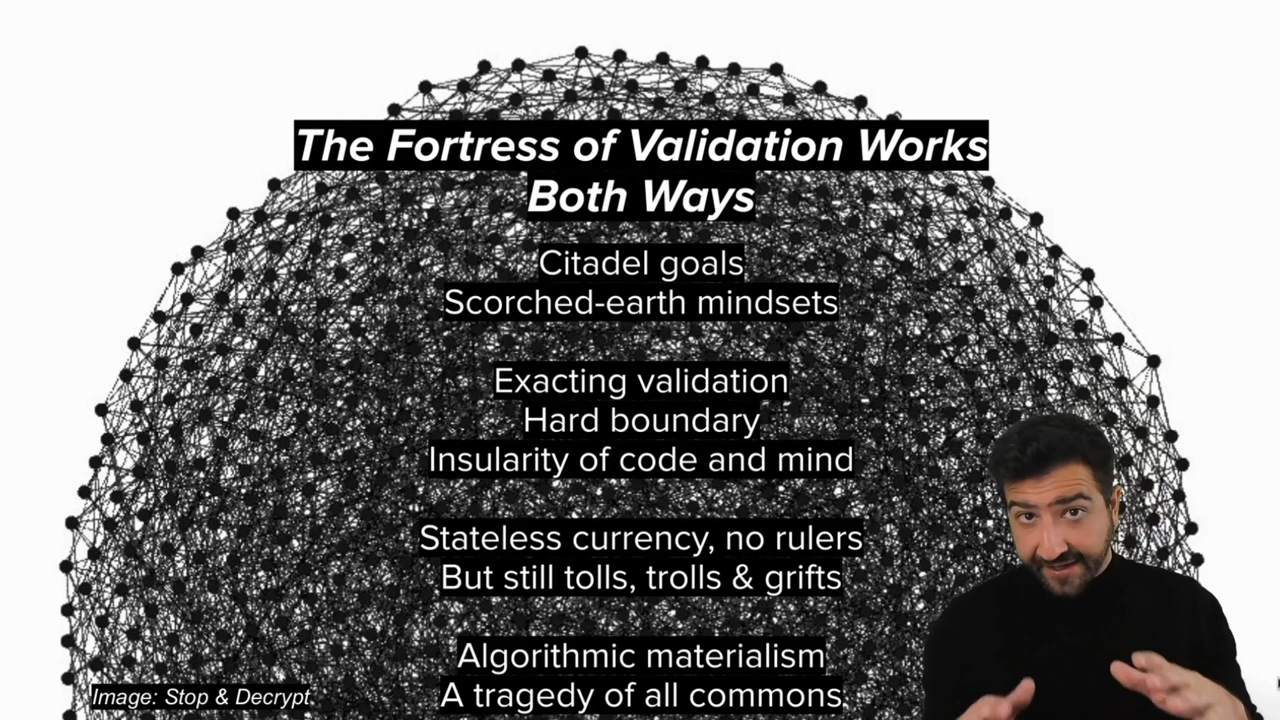 The Fortress of Validation Works
Both Ways
Citadel goals
Scorched-earth mindsets
Exacting validation
Hard boundary
Insularity of code and mind
Stateless currency, no rulers
But still tolls, trolls & grifts
Algorithmic materialism
A tragedy of all commons
Image: Stop & Decrypt